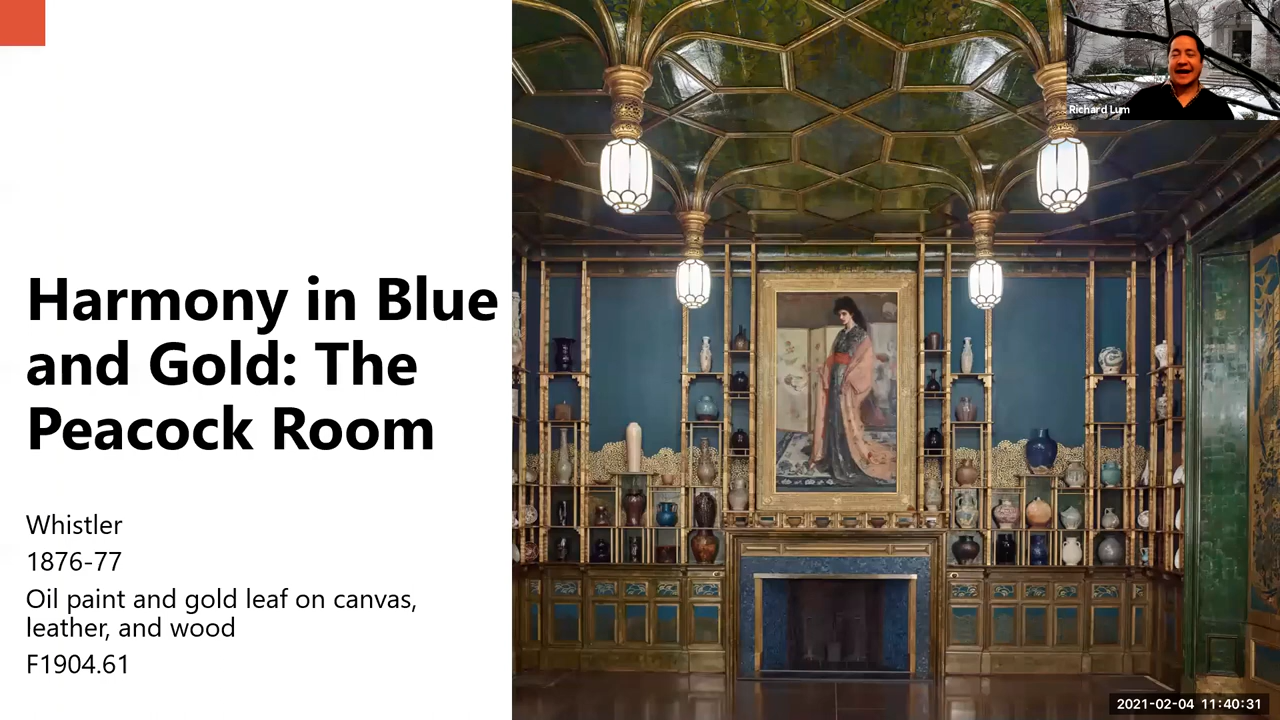 Richard Lum
Harmony in Blue
and Gold: The
Peacock Room
Whistler
1876-77
Oil paint and gold leaf on canvas,
leather, and wood
F1904.61
2021-02-04 11:40:31